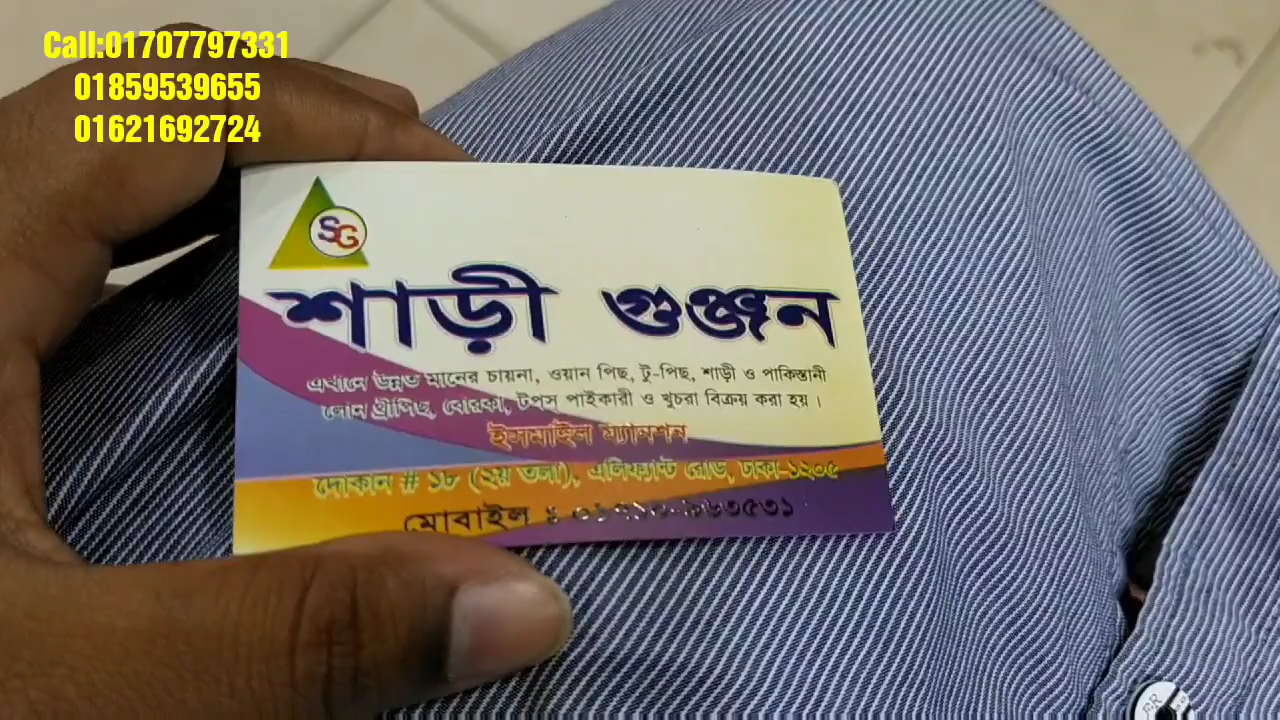 Call:01707797331
01859539655
01621692724
SG
শাড়ী গুঞ্জন
এখানে উন্নত মানের চায়না, ওয়ান পিছ, টু-পিছ, শাড়ী ও পাকিস্তানী
লোন থ্রীপিছ, বোরকা, টপস পাইকারী ও খুচরা বিক্রয় করা হয়।
ইসমাইল ম্যানশন
দোকান # ১৮ (২য় তলা), এলিফ্যান্ট রোড, ঢাকা-১২০৫
মোবাইল :
ER